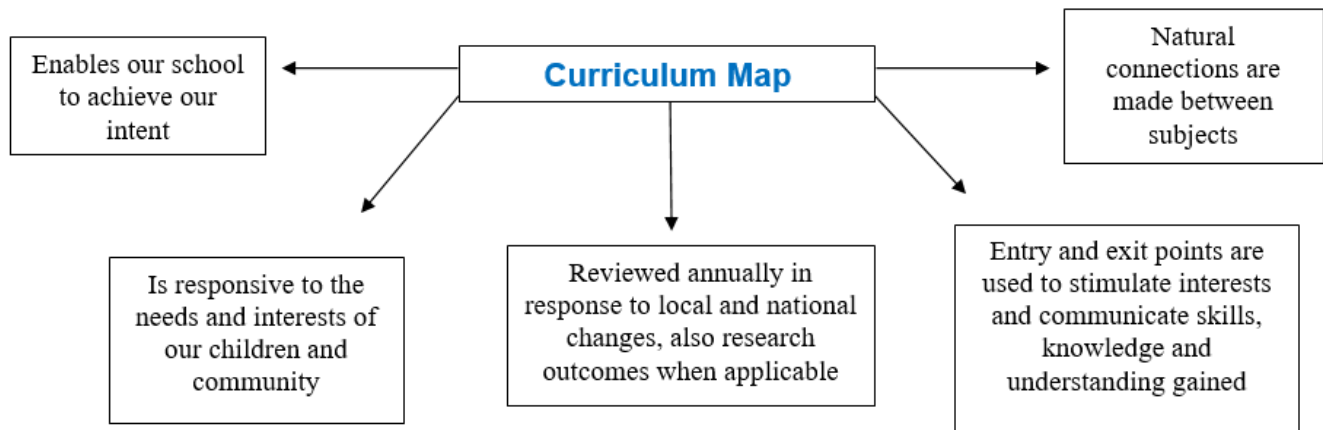 Curriculum Map
Enables our school
to achieve our
intent
Natural
connections are
made between
subjects
Is responsive to the
needs and interests of
our children and
community
Reviewed annually in
response to local and national
changes, also research
outcomes when applicable
Entry and exit points are
used to stimulate interests
and communicate skills,
knowledge and
understanding gained